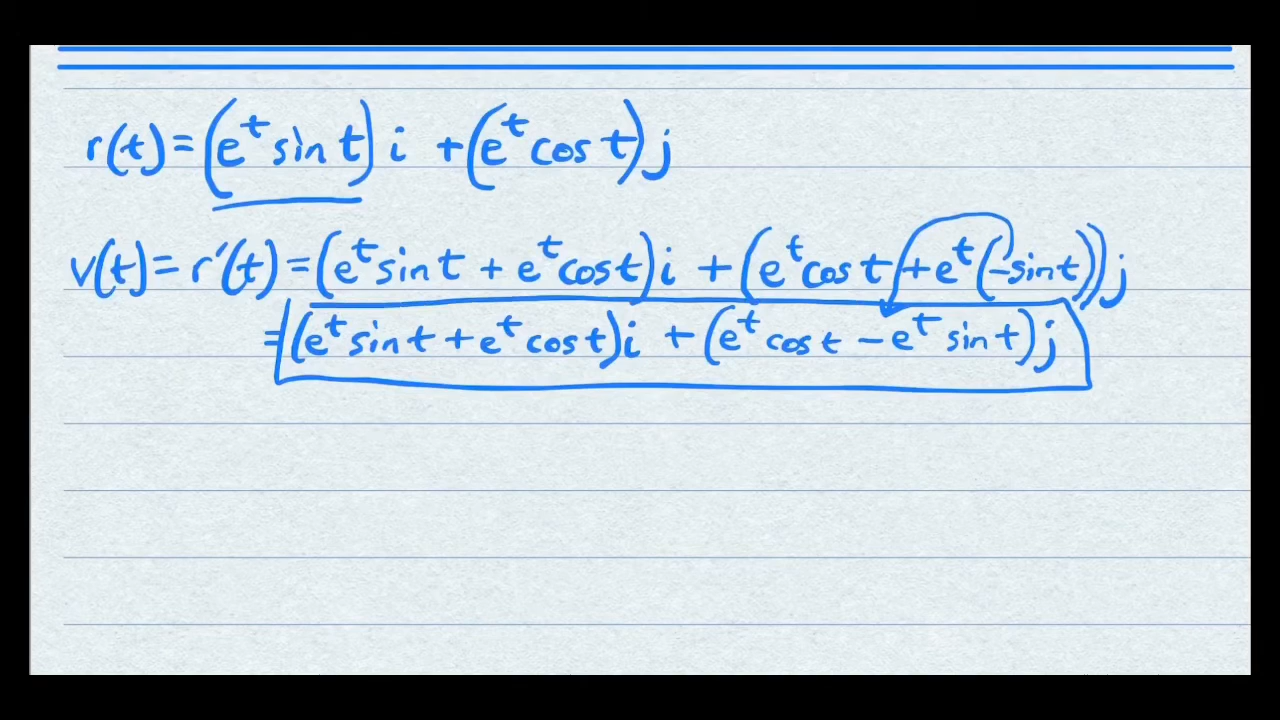 r(t) = (e^t sin t) i + (e^t cos t) j
v(t) = r'(t) = (e^t sin t + e^t cos t) i + (e^t cos t + e^t (-sin t)) j
= (e^t sin t + e^t cos t) i + (e^t cos t - e^t sin t) j